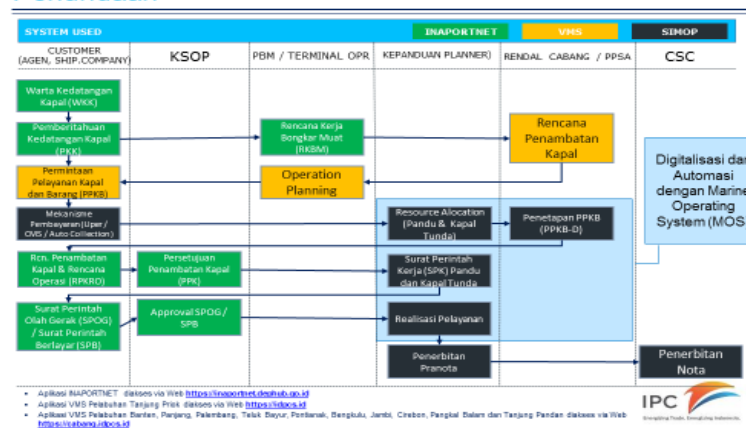 SYSTEM USED
INAPORTNET
VMS
SIMOP
CUSTOMER
(AGEN, SHIP.COMPANY)
KSOP
PBM / TERMINAL OPR
KEPANDUAN PLANNER)
RENDAL CABANG / PPSA
CSC
Warta Kedatangan
Kapal (WKK)
Pemberitahuan
Kedatangan Kapal
(PKK)
Rencana Kerja
Bongkar Muat
(RKBM)
Rencana
Penambatan
Kapal
Permintaan
Pelayanan Kapal
dan Barang (PPKB)
Operation
Planning
Digitalisasi dan
Automasi
dengan Marine
Operating
System (MOS
Mekanisme
Pembayaran (Uper /
CMS / Auto Collection)
Resource Alocation
(Pandu & Kapal
Tunda)
Penetapan PPKB
(PPKB-D)
Rcn. Penambatan
Kapal & Rencana
Operasi (RPKRO)
Persetujuan
Penambatan Kapal
(PPK)
Surat Perintah
Kerja (SPK) Pandu
dan Kapal Tunda
Surat Perintah
Olah Gerak (SPOG)
/ Surat Perintah
Berlayar (SPB)
Approval SPOG /
SPB
Realisasi Pelayanan
Penerbitan
Pranota
Penerbitan
Nota
• Aplikasi INAPORTNET diakses via Web https://inaportnet.dephub.go.id
• Aplikasi VMS Pelabuhan Tanjung Priok diakses via Web https://idpcs.id
• Aplikasi VMS Pelabuhan Banten, Panjang, Palembang, Teluk Bayur, Pontianak, Bengkulu, Jambi, Cirebon, Pangkal Balam dan Tanjung Pandan diakses via Web
https://cabang.idpcs.id
IPC
Energizing Trade. Energizing Indonesia.